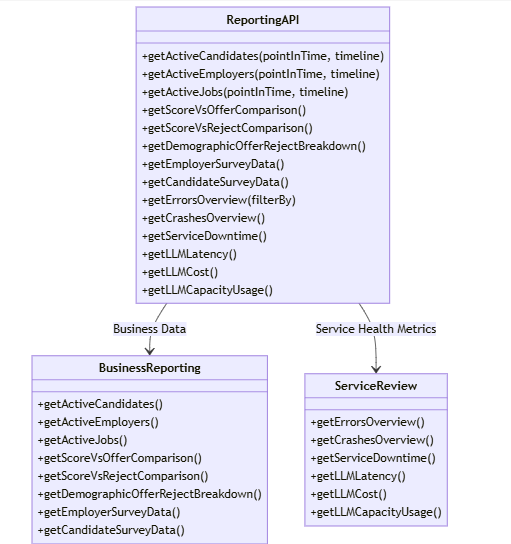 ReportingAPI
+getActiveCandidates(pointInTime, timeline)
+getActiveEmployers(pointInTime, timeline)
+getActiveJobs(pointInTime, timeline)
+getScoreVsOfferComparison()
+getScoreVsRejectComparison()
+getDemographicOfferRejectBreakdown()
+getEmployerSurveyData()
+getCandidateSurveyData()
+getErrorsOverview(filterBy)
+getCrashesOverview()
+getServiceDowntime()
+getLLMLatency()
+getLLMCost()
+getLLMCapacityUsage()
Business Data
Service Health Metrics
BusinessReporting
+getActiveCandidates()
+getActiveEmployers()
+getActiveJobs()
+getScoreVsOfferComparison()
+getScoreVsRejectComparison()
+getDemographicOfferRejectBreakdown()
+getEmployerSurveyData()
+getCandidateSurveyData()
ServiceReview
+getErrorsOverview()
+getCrashesOverview()
+getServiceDowntime()
+getLLMLatency()
+getLLMCost()
+getLLMCapacityUsage()